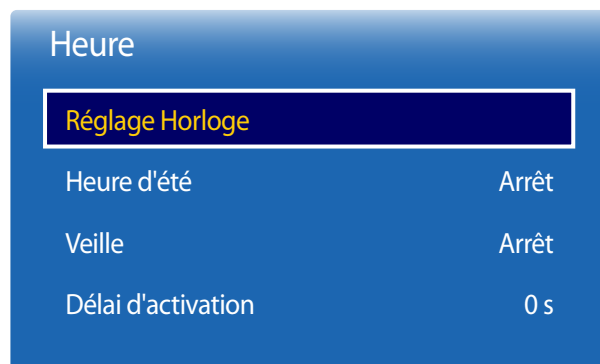 Heure
Réglage Horloge
Heure d'été Arrêt
Veille Arrêt
Délai d'activation 0 s